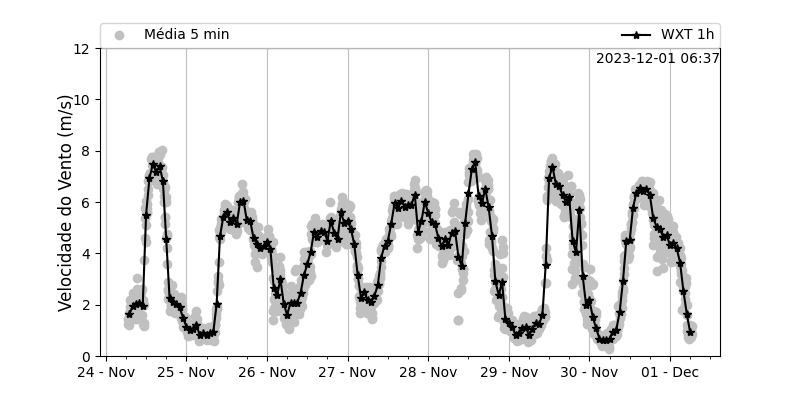 Média 5 min
WXT 1h
2023-12-01 06:37
Velocidade do Vento (m/s)
12
10
8
6
4
2
0
24 - Nov
25 - Nov
26 - Nov
27 - Nov
28 - Nov
29 - Nov
30 - Nov
01 - Dec